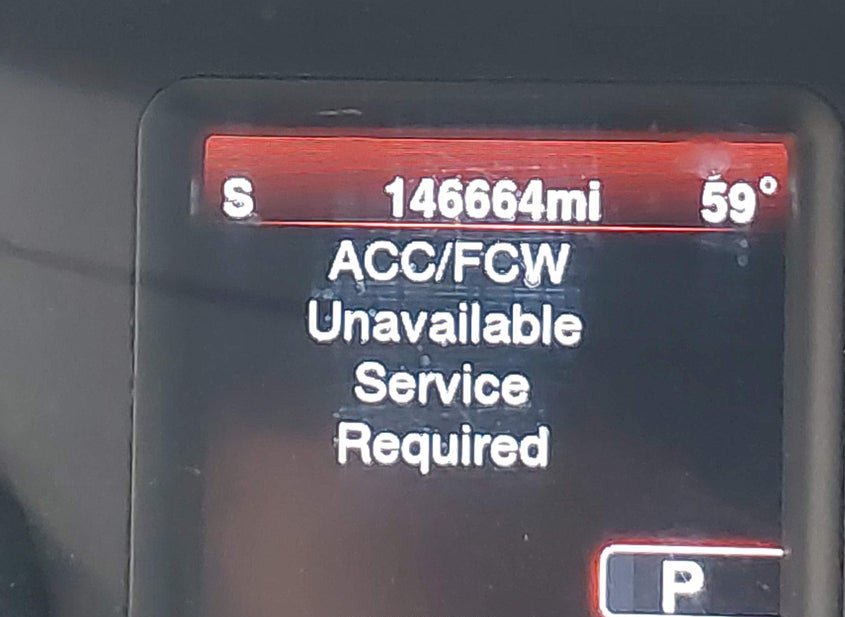 S 146664mi 59°
ACC/FCW
Unavailable
Service
Required
P